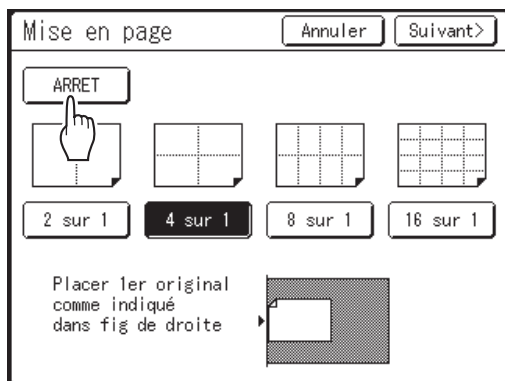 Mise en page
Annuler
Suivant>
ARRET
2 sur 1
4 sur 1
8 sur 1
16 sur 1
Placer 1er original
comme indiqué
dans fig de droite